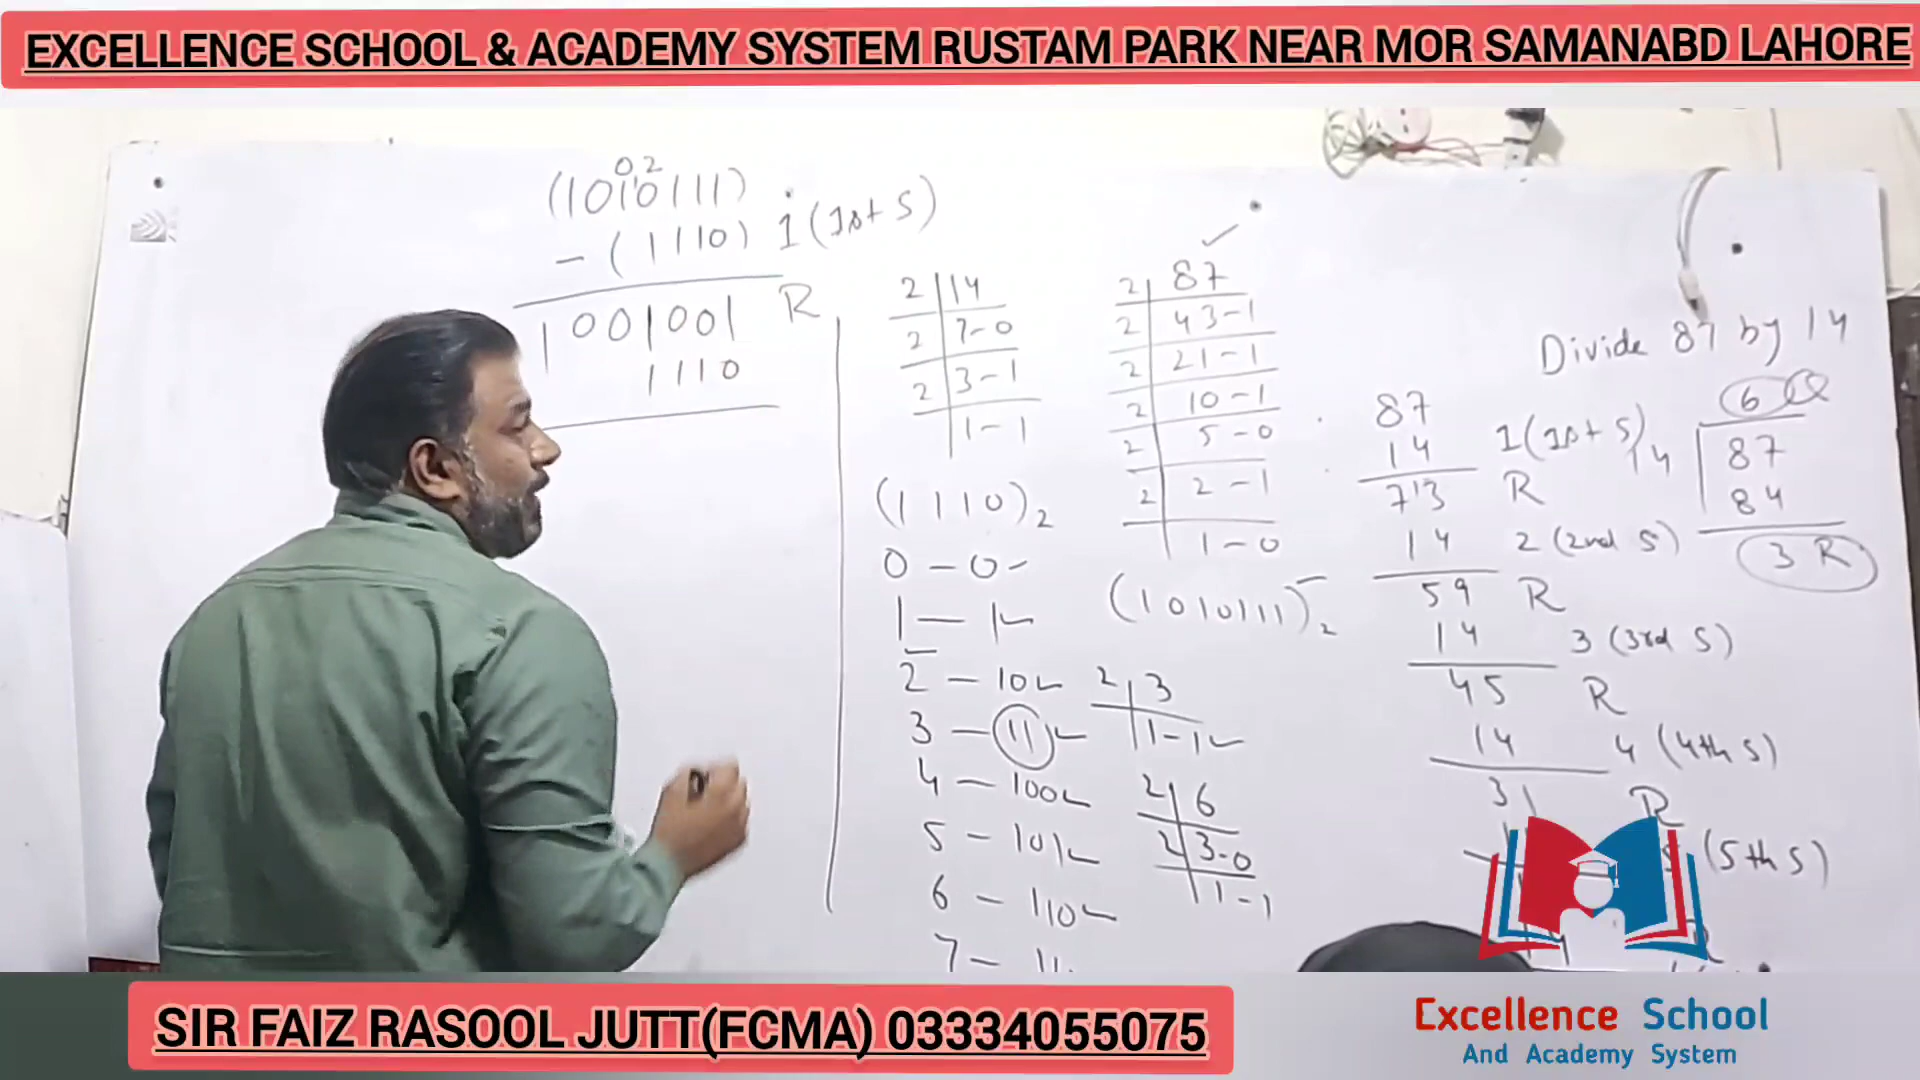 EXCELLENCE SCHOOL & ACADEMY SYSTEM RUSTAM PARK NEAR MOR SAMANABD LAHORE
0 2
(1010111)
- (1110) 1 (1st S)
1001001 R
1110
2 | 14
2 | 7-0
2 | 3-1
1-1
(1110)₂
0 - 0
1 - 1
2 - 10
3 - 11
4 - 100
5 - 101
6 - 110
7 -
2 | 87
2 | 43-1
2 | 21-1
2 | 10-1
2 | 5-0
2 | 2-1
1-0
(1010111)₂
2 | 3
1-1
2 | 6
2 | 3-0
1-1
Divide 87 by 14
87
14 1 (1st S)
73 R
14 2 (2nd S)
59 R
14 3 (3rd S)
45 R
14 4 (4th S)
31 R
(5th S)
6 Q
14 | 87
84
3 R
SIR FAIZ RASOOL JUTT(FCMA) 03334055075
Excellence School
And Academy System